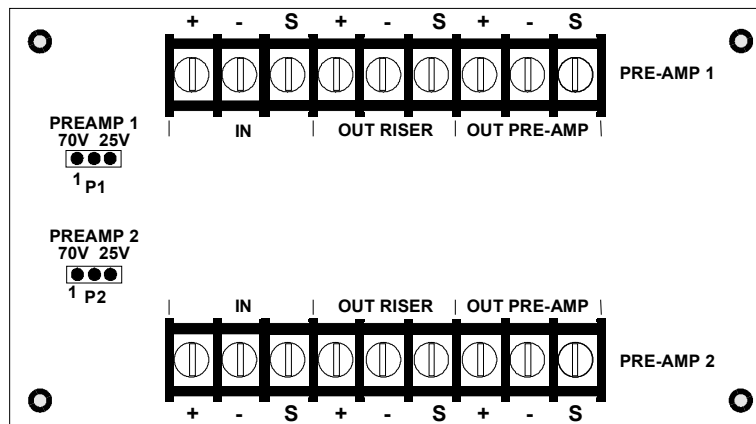 + - S + - S + - S
PRE-AMP 1
IN OUT RISER OUT PRE-AMP
PREAMP 1
70V 25V
1 P1
PREAMP 2
70V 25V
1 P2
IN OUT RISER OUT PRE-AMP
PRE-AMP 2
+ - S + - S + - S